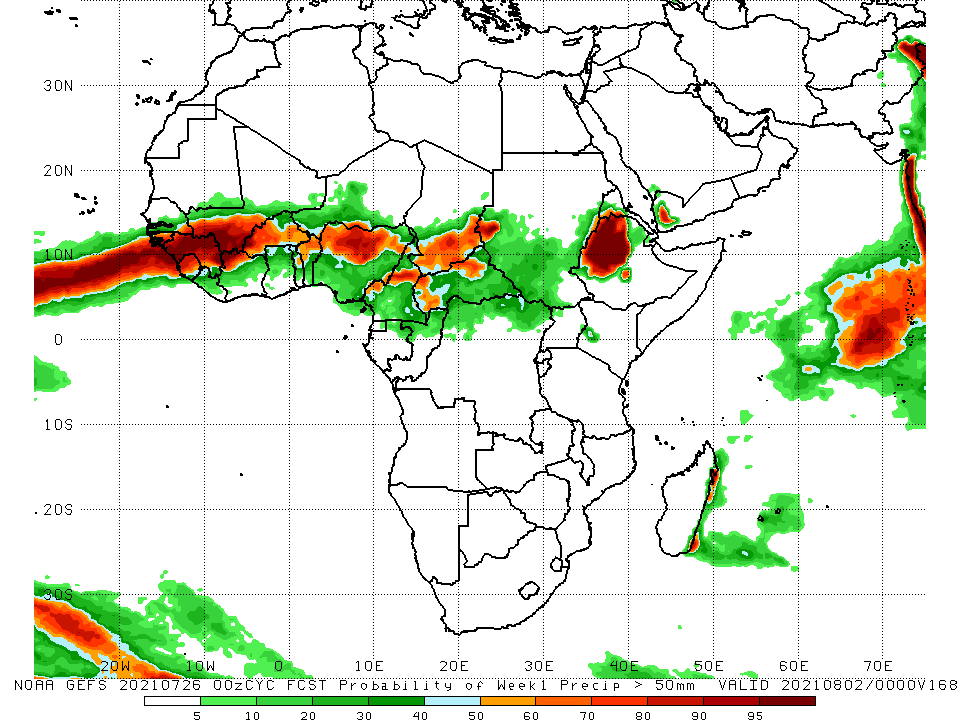 30N
20N
10N
0
10S
20S
30S
20W 10W 0 10E 20E 30E 40E 50E 60E 70E
NOAA GEFS 20210726 00zCYC FCST Probability of Week1 Precip > 50mm VALID 20210802/0000V168
5 10 20 30 40 50 60 70 80 90 95